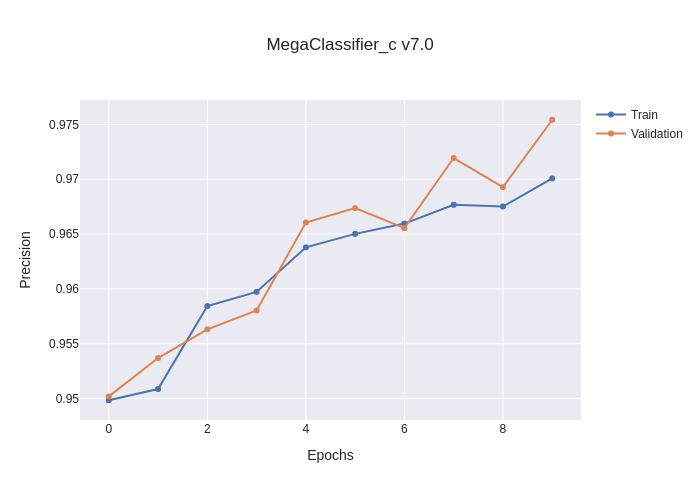 MegaClassifier_c v7.0
Train
Validation
Precision
0.975
0.97
0.965
0.96
0.955
0.95
0 2 4 6 8
Epochs